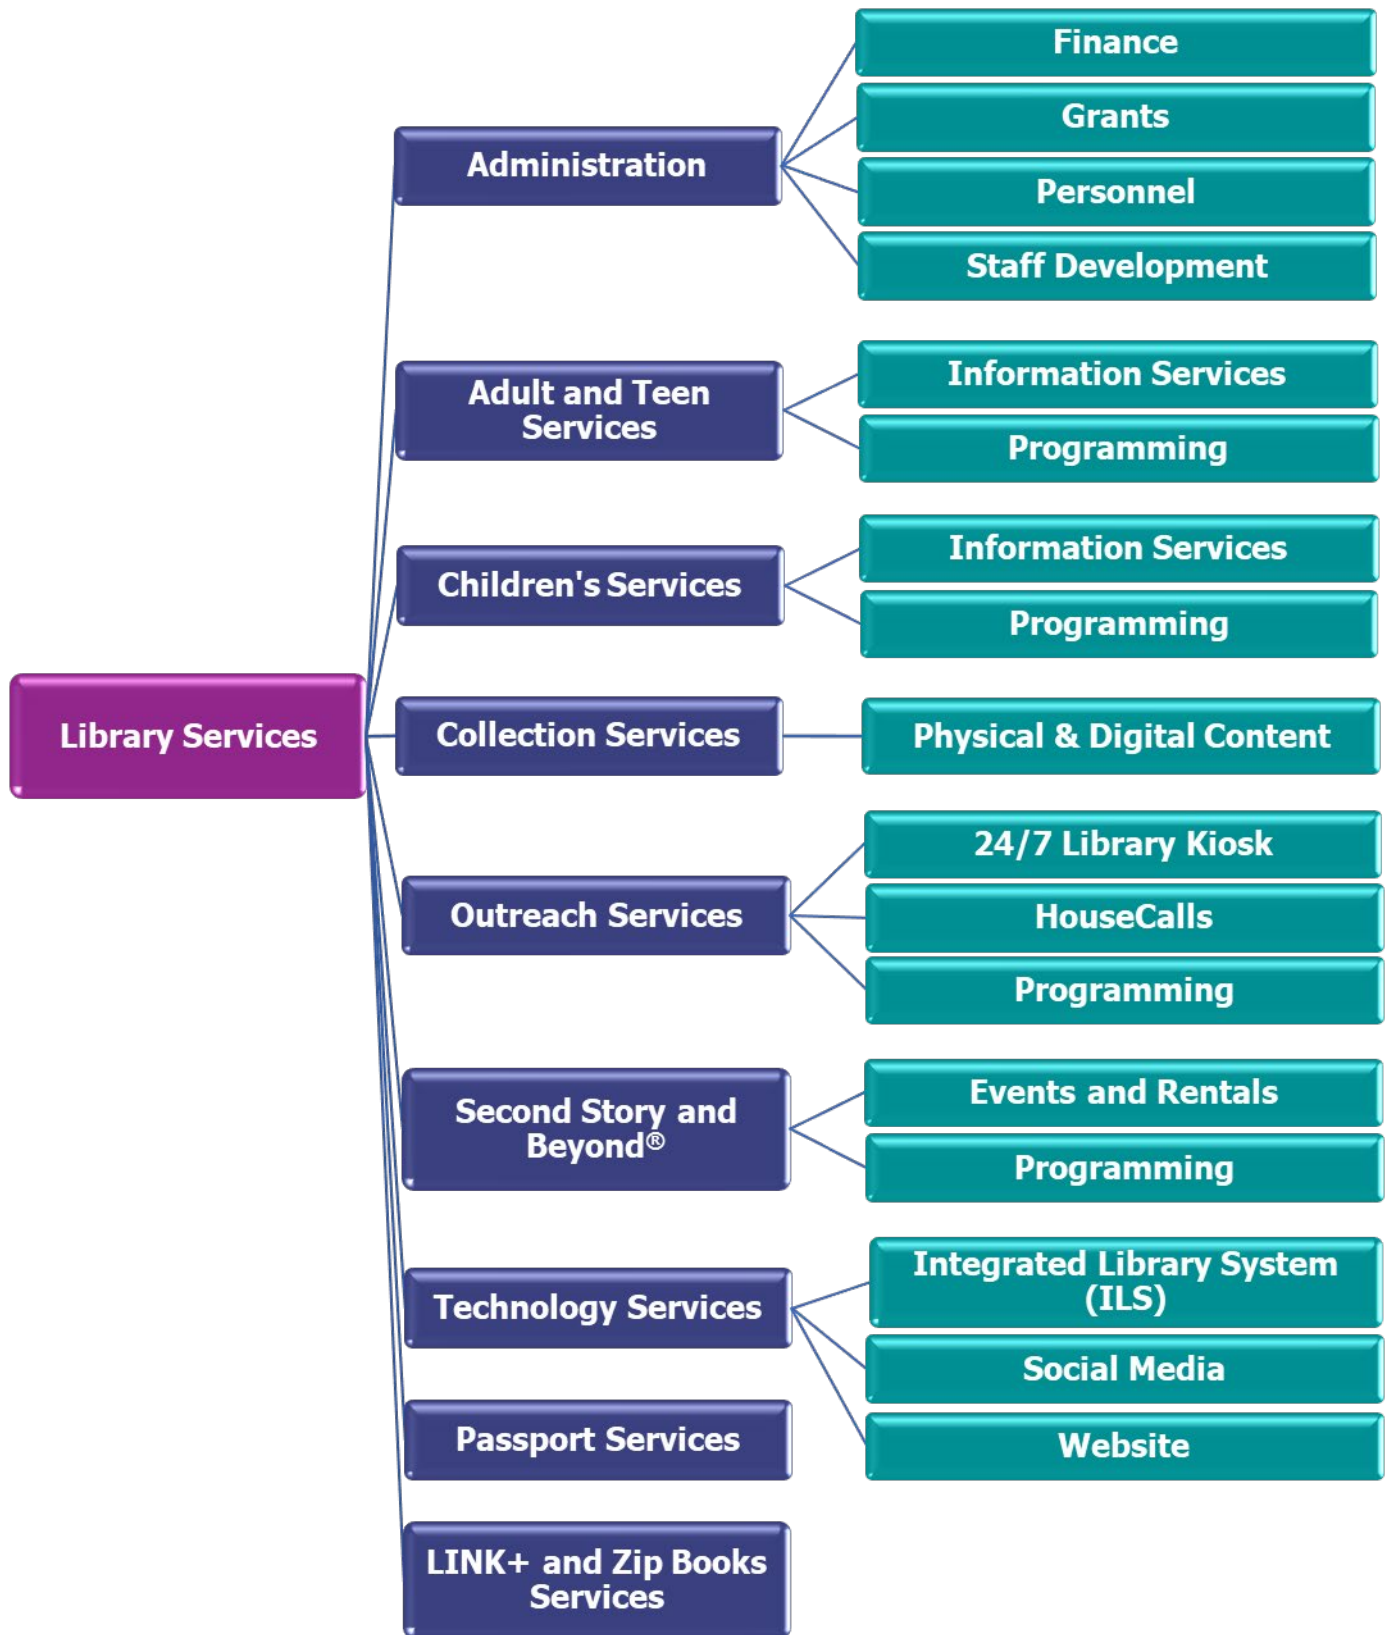 Library Services
Administration
Finance
Grants
Personnel
Staff Development
Adult and Teen
Services
Information Services
Programming
Children's Services
Information Services
Programming
Collection Services
Physical & Digital Content
Outreach Services
24/7 Library Kiosk
HouseCalls
Programming
Second Story and
Beyond®
Events and Rentals
Programming
Technology Services
Integrated Library System
(ILS)
Social Media
Website
Passport Services
LINK+ and Zip Books
Services